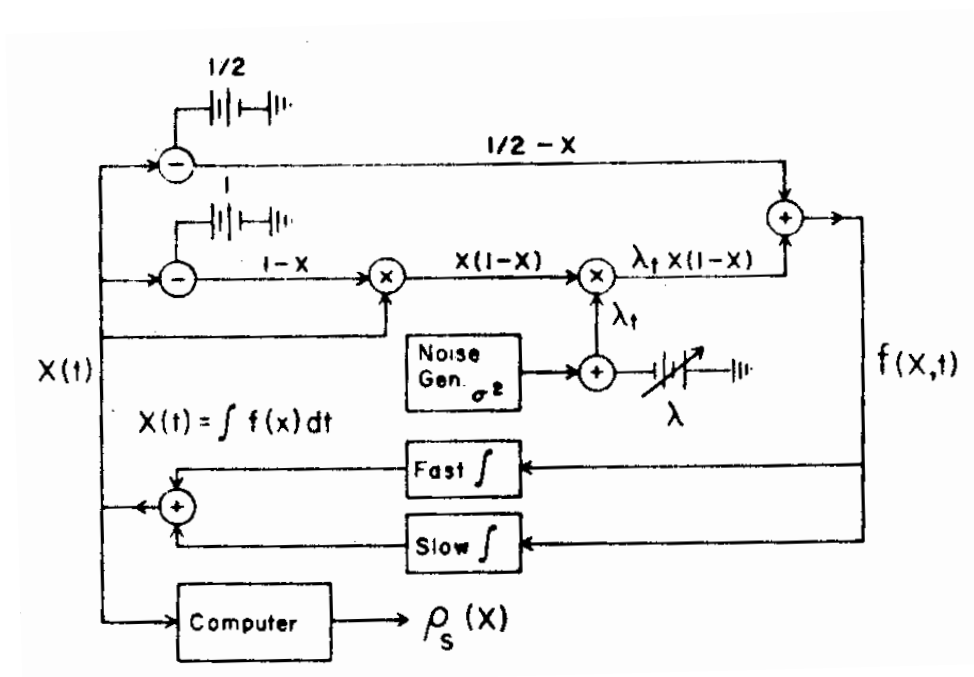 1/2
1/2 - X
1
1-X
X(1-X)
λt X(1-X)
λt
Noise
Gen. σ²
λ
X(t)
f(X,t)
X(t) = ∫ f(x) dt
Fast ∫
Slow ∫
Computer
ρs (X)
−
−
×
×
+
+
+